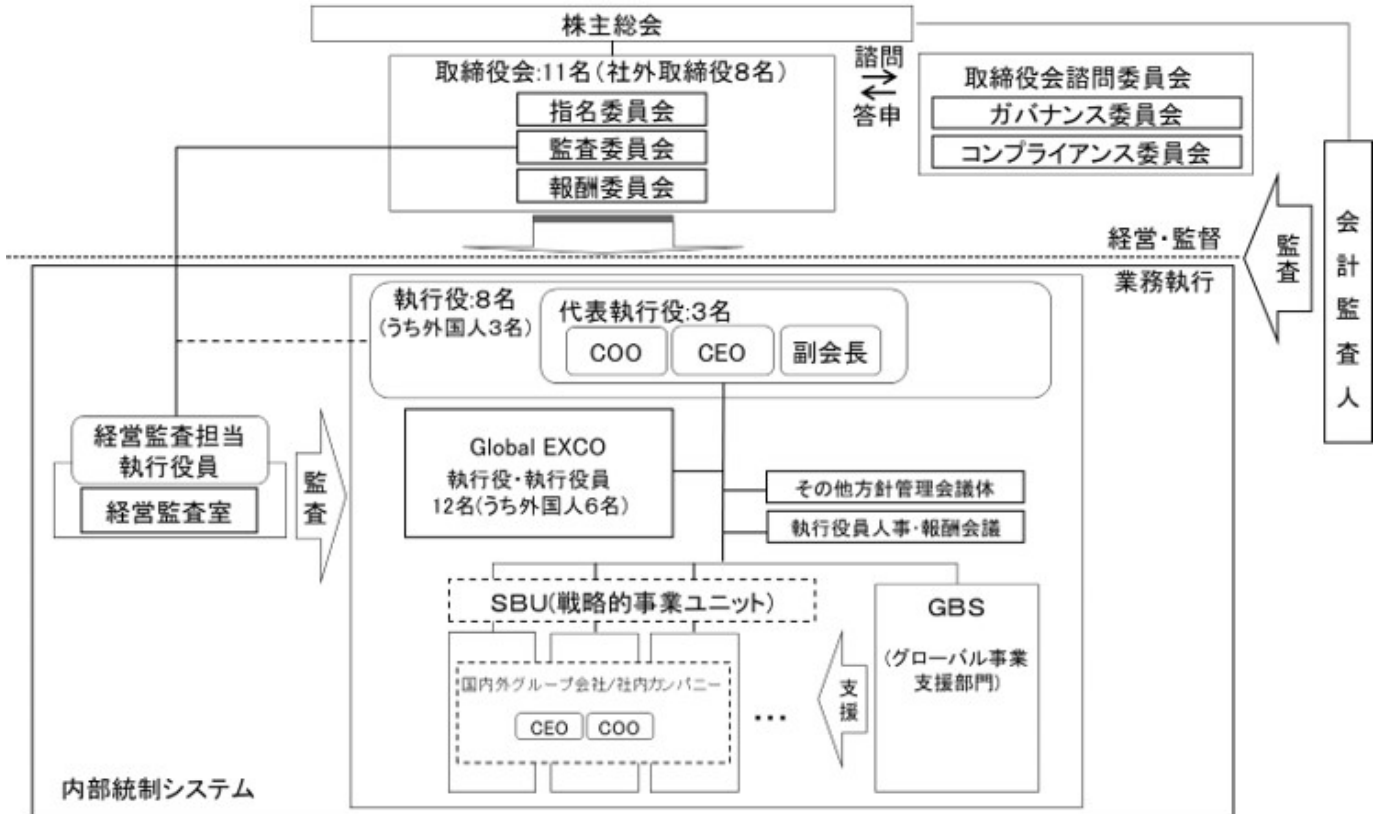 株主総会
取締役会:11名(社外取締役8名)
指名委員会
監査委員会
報酬委員会
諮問
答申
取締役会諮問委員会
ガバナンス委員会
コンプライアンス委員会
会計監査人
監査
経営・監督
業務執行
執行役:8名
(うち外国人3名)
代表執行役:3名
COO
CEO
副会長
経営監査担当
執行役員
経営監査室
監査
Global EXCO
執行役・執行役員
12名(うち外国人6名)
その他方針管理会議体
執行役員人事・報酬会議
SBU(戦略的事業ユニット)
国内外グループ会社/社内カンパニー
CEO
COO
…
支援
GBS
(グローバル事業
支援部門)
内部統制システム